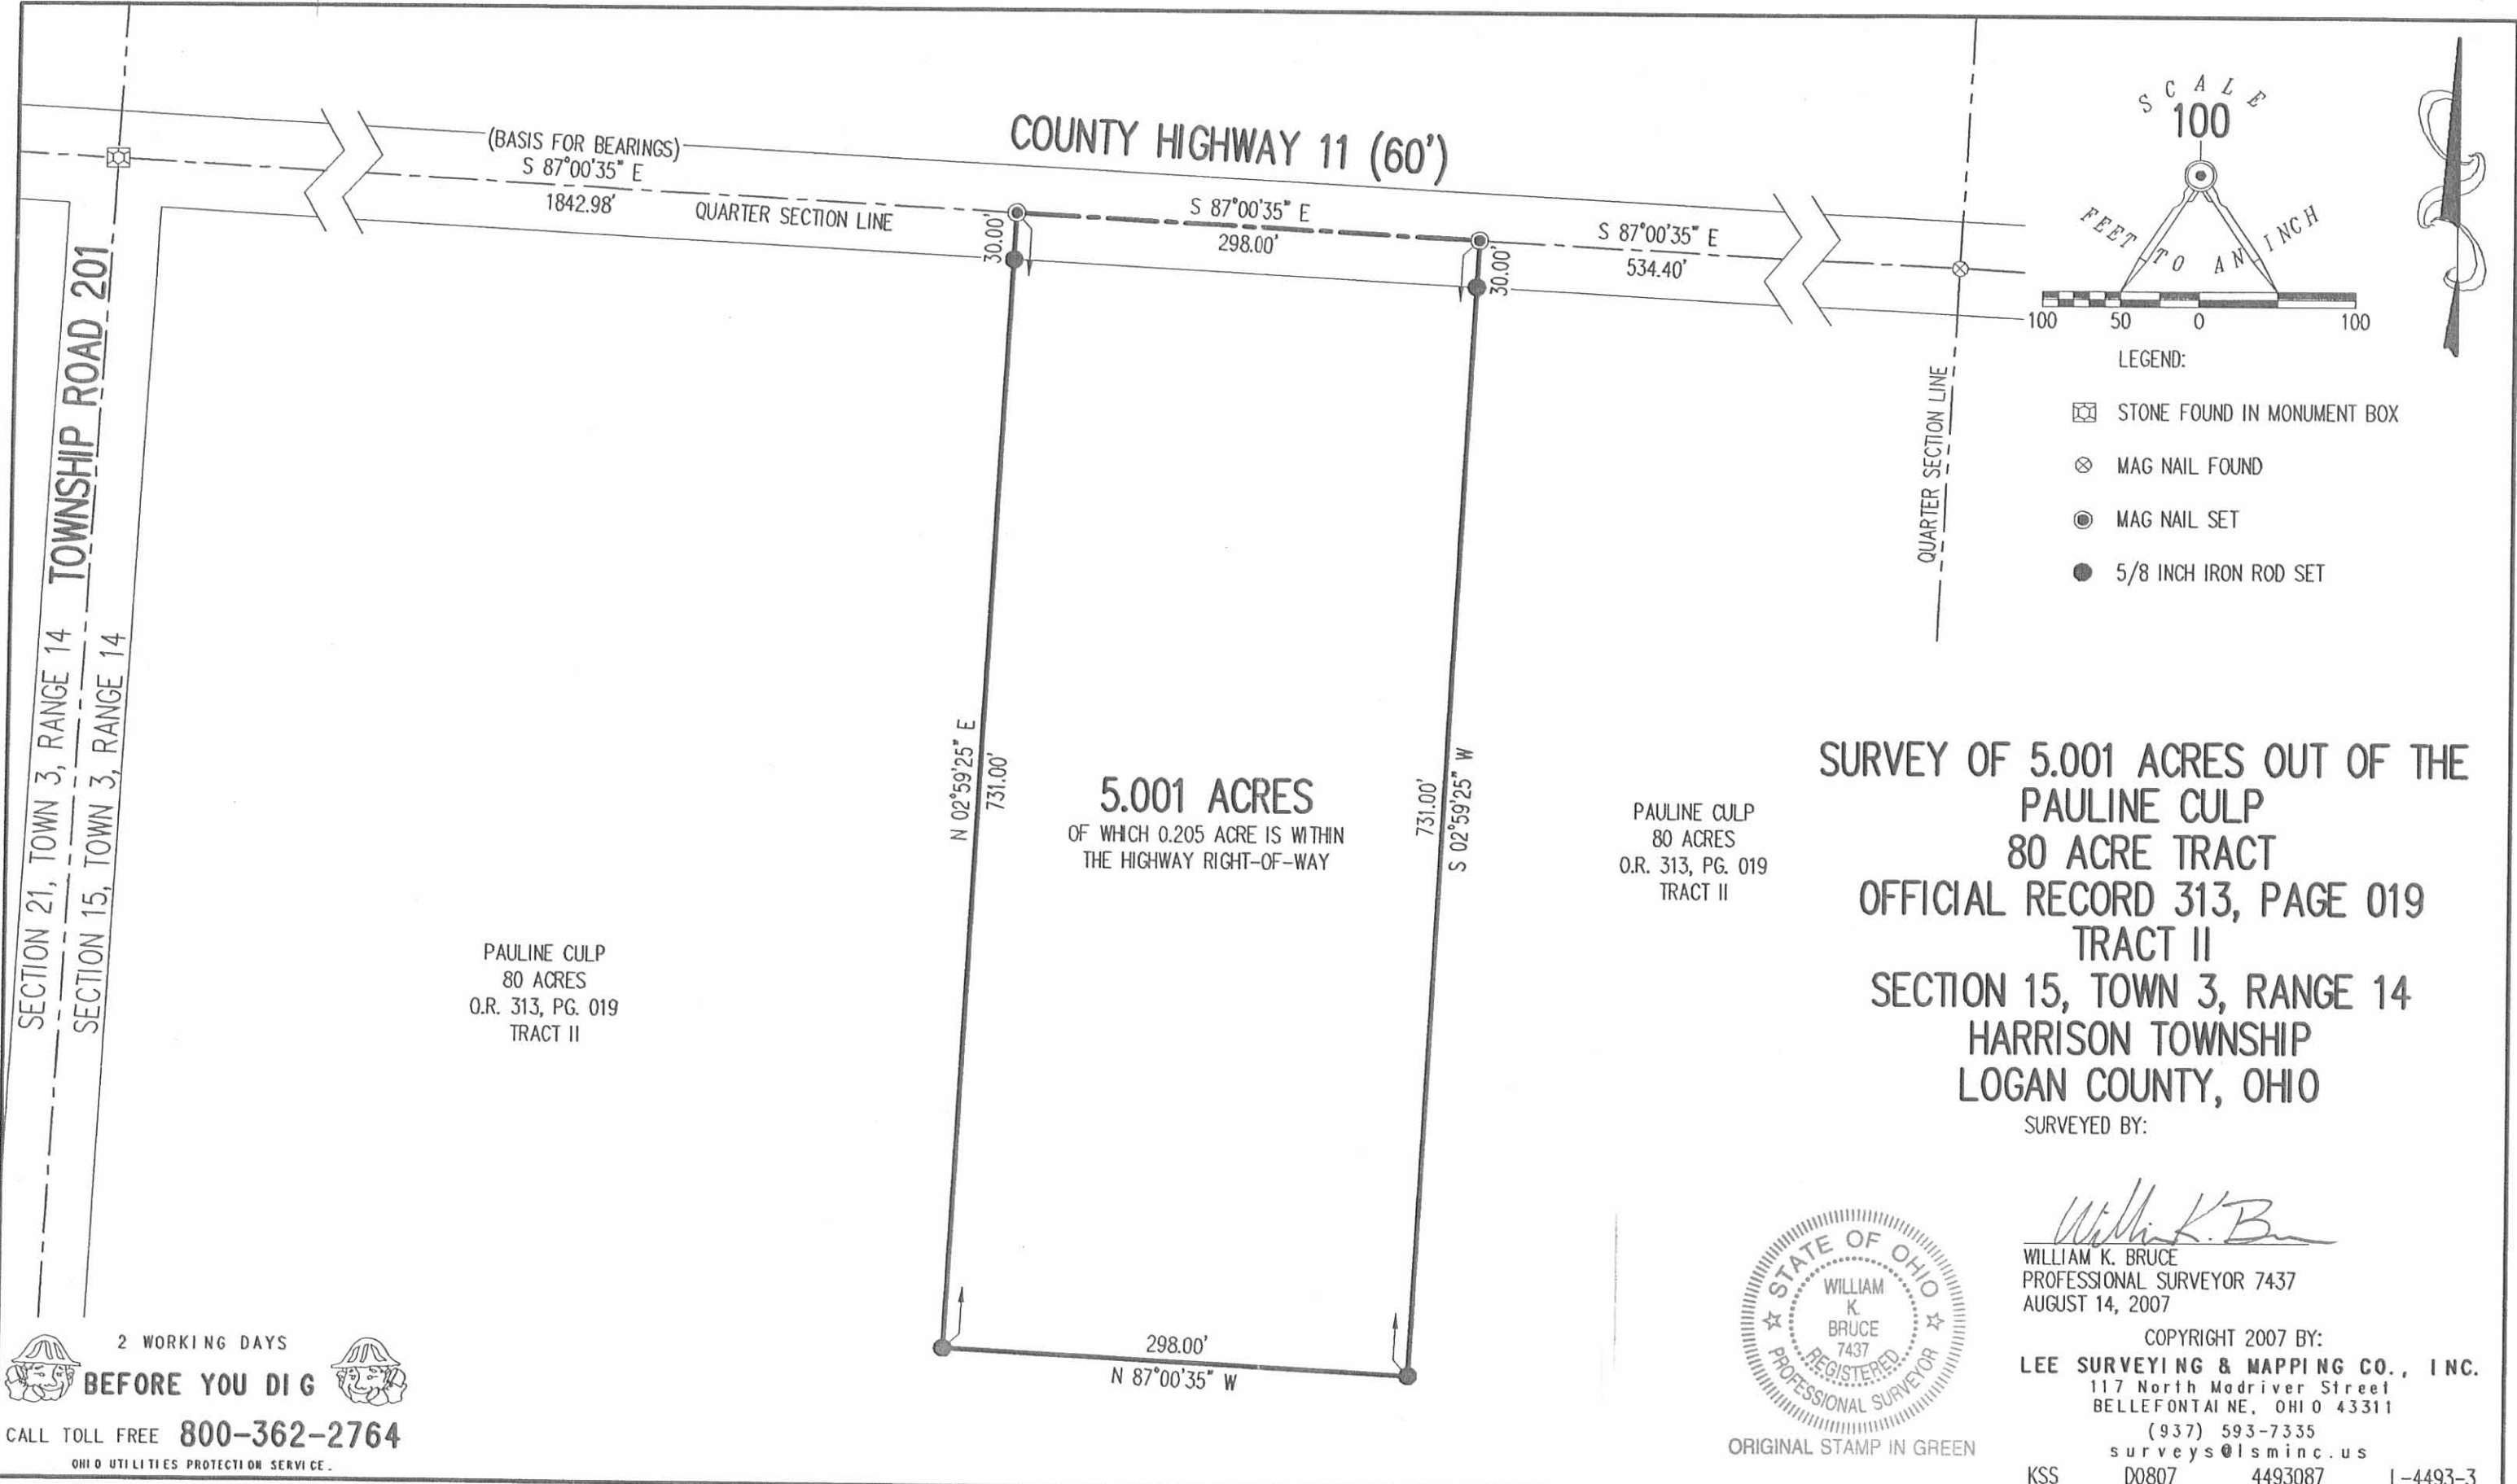 COUNTY HIGHWAY 11 (60')
(BASIS FOR BEARINGS)
S 87°00'35" E
1842.98'
QUARTER SECTION LINE
30.00'
S 87°00'35" E
298.00'
30.00'
S 87°00'35" E
534.40'
QUARTER SECTION LINE
TOWNSHIP ROAD 201
SECTION 21, TOWN 3, RANGE 14
SECTION 15, TOWN 3, RANGE 14
N 02°59'25" E
731.00'
5.001 ACRES
OF WHICH 0.205 ACRE IS WITHIN
THE HIGHWAY RIGHT-OF-WAY
731.00'
S 02°59'25" W
PAULINE CULP
80 ACRES
O.R. 313, PG. 019
TRACT II
PAULINE CULP
80 ACRES
O.R. 313, PG. 019
TRACT II
298.00'
N 87°00'35" W
SCALE
100
FEET TO AN INCH
100 50 0 100
LEGEND:
STONE FOUND IN MONUMENT BOX
MAG NAIL FOUND
MAG NAIL SET
5/8 INCH IRON ROD SET
SURVEY OF 5.001 ACRES OUT OF THE
PAULINE CULP
80 ACRE TRACT
OFFICIAL RECORD 313, PAGE 019
TRACT II
SECTION 15, TOWN 3, RANGE 14
HARRISON TOWNSHIP
LOGAN COUNTY, OHIO
SURVEYED BY:
William K. Bruce
WILLIAM K. BRUCE
PROFESSIONAL SURVEYOR 7437
AUGUST 14, 2007
COPYRIGHT 2007 BY:
LEE SURVEYING & MAPPING CO., INC.
117 North Madriver Street
BELLEFONTAINE, OHIO 43311
(937) 593-7335
surveys@lsminc.us
KSS D0807 4493087 L-4493-3
STATE OF OHIO
WILLIAM
K.
BRUCE
7437
REGISTERED
PROFESSIONAL SURVEYOR
ORIGINAL STAMP IN GREEN
2 WORKING DAYS
BEFORE YOU DIG
CALL TOLL FREE 800-362-2764
OHIO UTILITIES PROTECTION SERVICE.